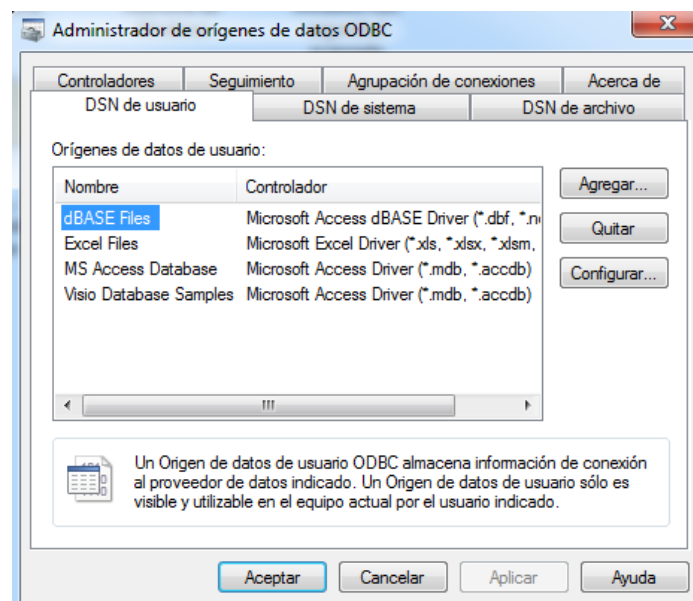 Administrador de orígenes de datos ODBC
Controladores Seguimiento Agrupación de conexiones Acerca de
DSN de usuario DSN de sistema DSN de archivo
Orígenes de datos de usuario:
Nombre Controlador
dBASE Files Microsoft Access dBASE Driver (*.dbf, *.n
Excel Files Microsoft Excel Driver (*.xls, *.xlsx, *.xlsm,
MS Access Database Microsoft Access Driver (*.mdb, *.accdb)
Visio Database Samples Microsoft Access Driver (*.mdb, *.accdb)
Agregar...
Quitar
Configurar...
Un Origen de datos de usuario ODBC almacena información de conexión
al proveedor de datos indicado. Un Origen de datos de usuario sólo es
visible y utilizable en el equipo actual por el usuario indicado.
Aceptar Cancelar Aplicar Ayuda